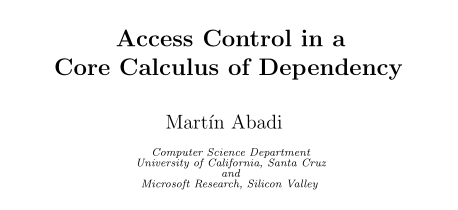 Access Control in a
Core Calculus of Dependency
Martín Abadi
Computer Science Department
University of California, Santa Cruz
and
Microsoft Research, Silicon Valley